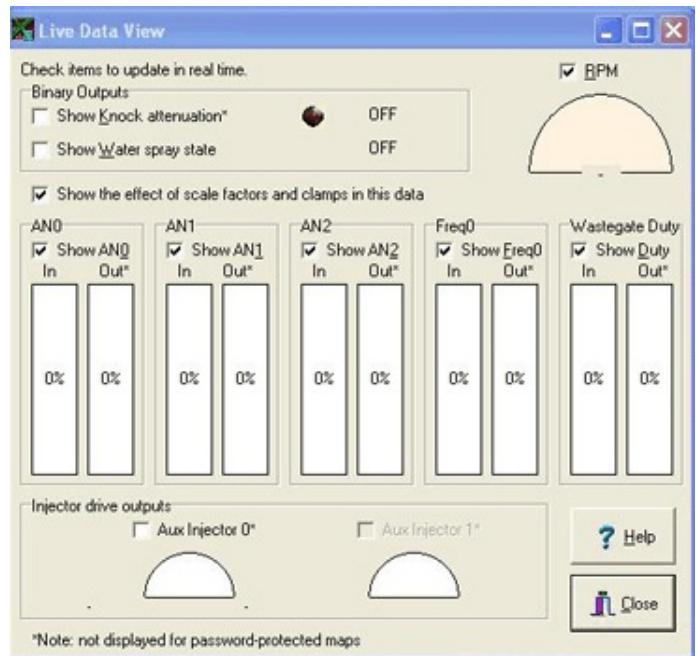 Live Data View
Check items to update in real time.
RPM
Binary Outputs
Show Knock attenuation* OFF
Show Water spray state OFF
Show the effect of scale factors and clamps in this data
AN0 AN1 AN2 Freq0 Wastegate Duty
Show AN0 Show AN1 Show AN2 Show Freq0 Show Duty
In Out* In Out* In Out* In Out* In Out*
0% 0% 0% 0% 0% 0% 0% 0% 0% 0%
Injector drive outputs
Aux Injector 0* Aux Injector 1*
? Help
Close
*Note: not displayed for password-protected maps